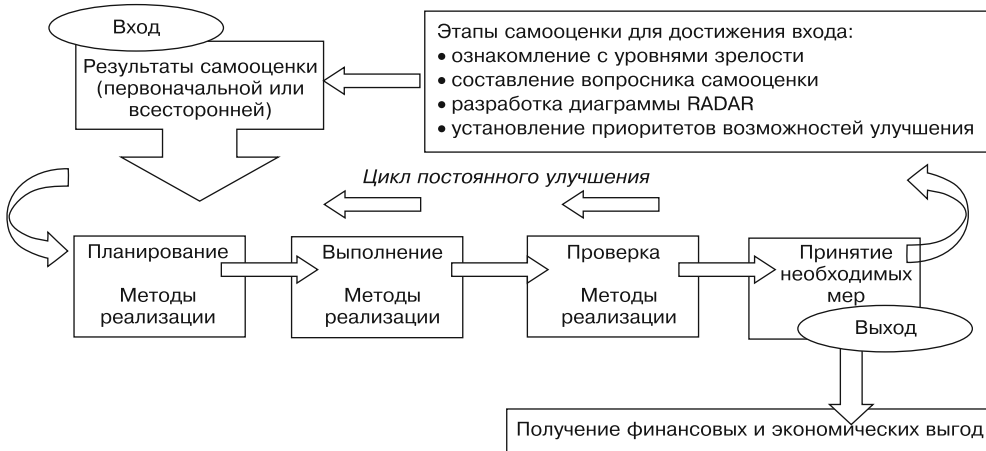 Вход
Результаты самооценки
(первоначальной или
всесторонней)
Этапы самооценки для достижения входа:
• ознакомление с уровнями зрелости
• составление вопросника самооценки
• разработка диаграммы RADAR
• установление приоритетов возможностей улучшения
Цикл постоянного улучшения
Планирование
Методы
реализации
Выполнение
Методы
реализации
Проверка
Методы
реализации
Принятие
необходимых
мер
Выход
Получение финансовых и экономических выгод